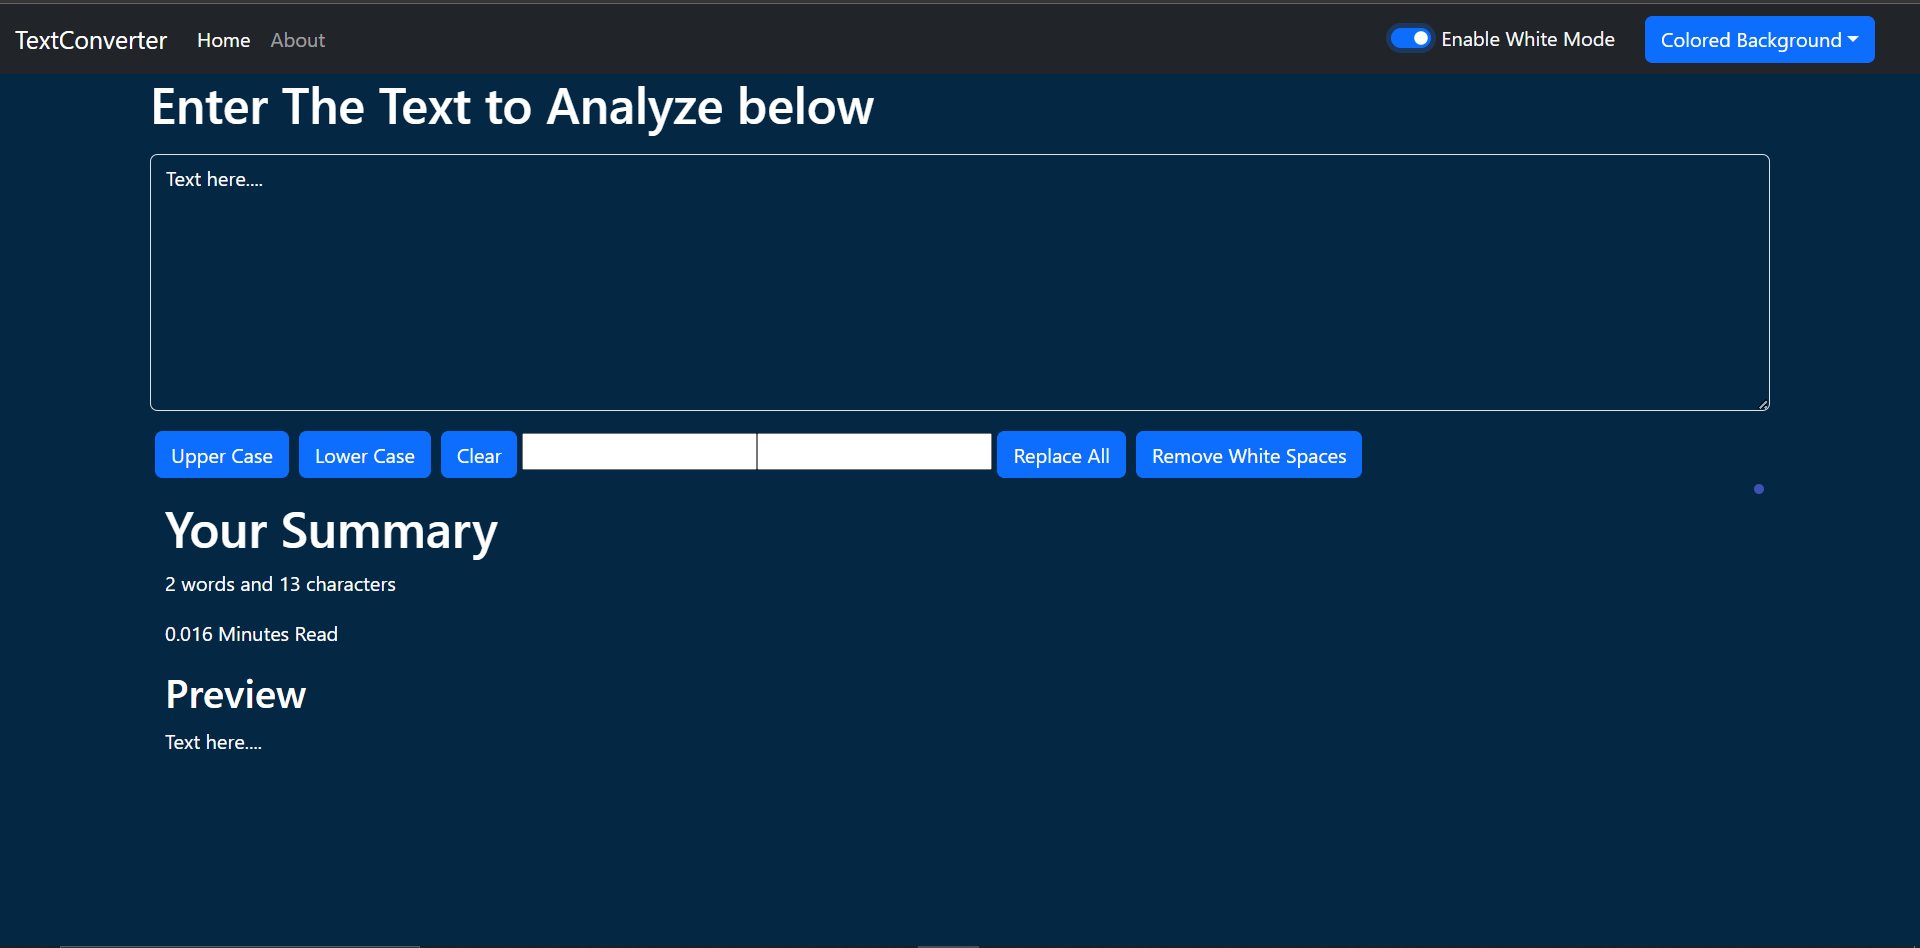 TextConverter Home About Enable White Mode Colored Background
Enter The Text to Analyze below
Text here....
Upper Case Lower Case Clear Replace All Remove White Spaces
Your Summary
2 words and 13 characters
0.016 Minutes Read
Preview
Text here....